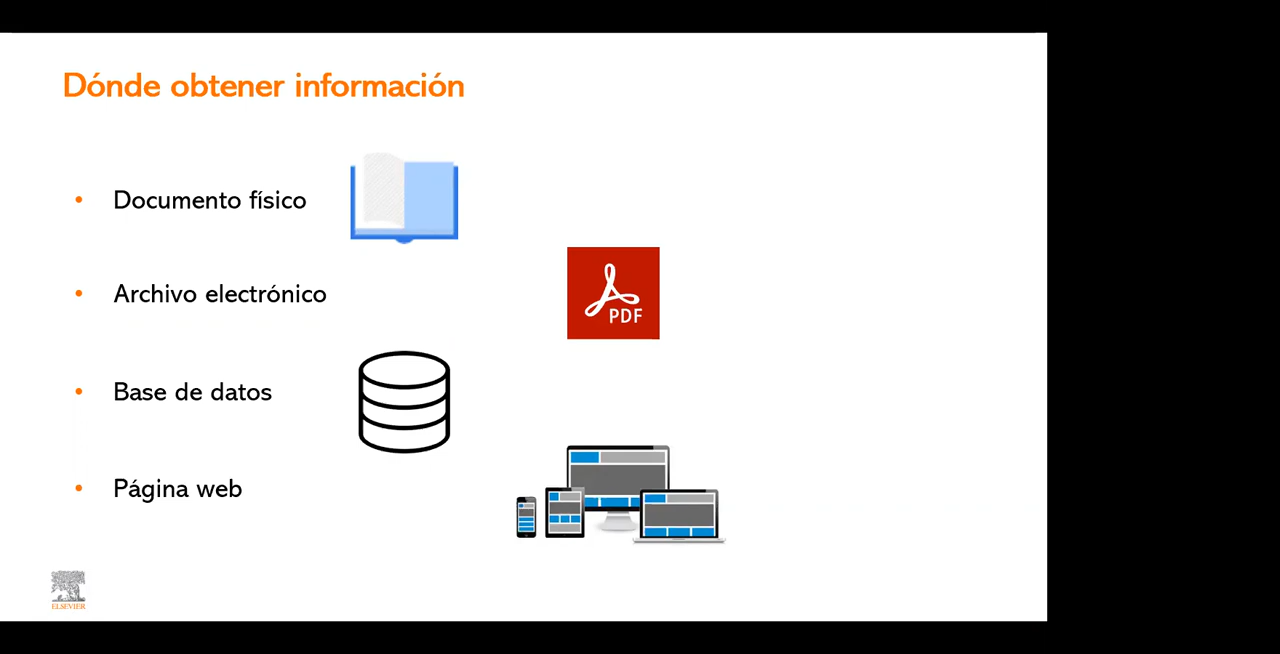 Dónde obtener información
• Documento físico
• Archivo electrónico
PDF
• Base de datos
• Página web
ELSEVIER